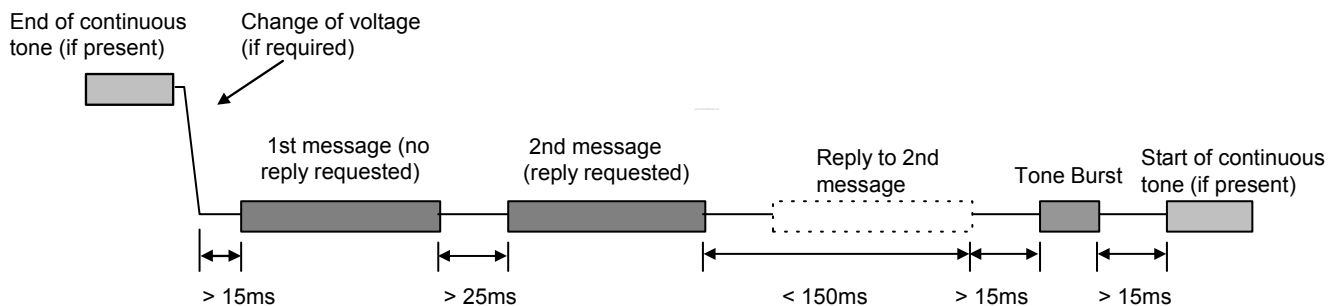 End of continuous
tone (if present)
Change of voltage
(if required)
1st message (no
reply requested)
2nd message
(reply requested)
Reply to 2nd
message
Tone Burst
Start of continuous
tone (if present)
> 15ms
> 25ms
< 150ms
> 15ms
> 15ms